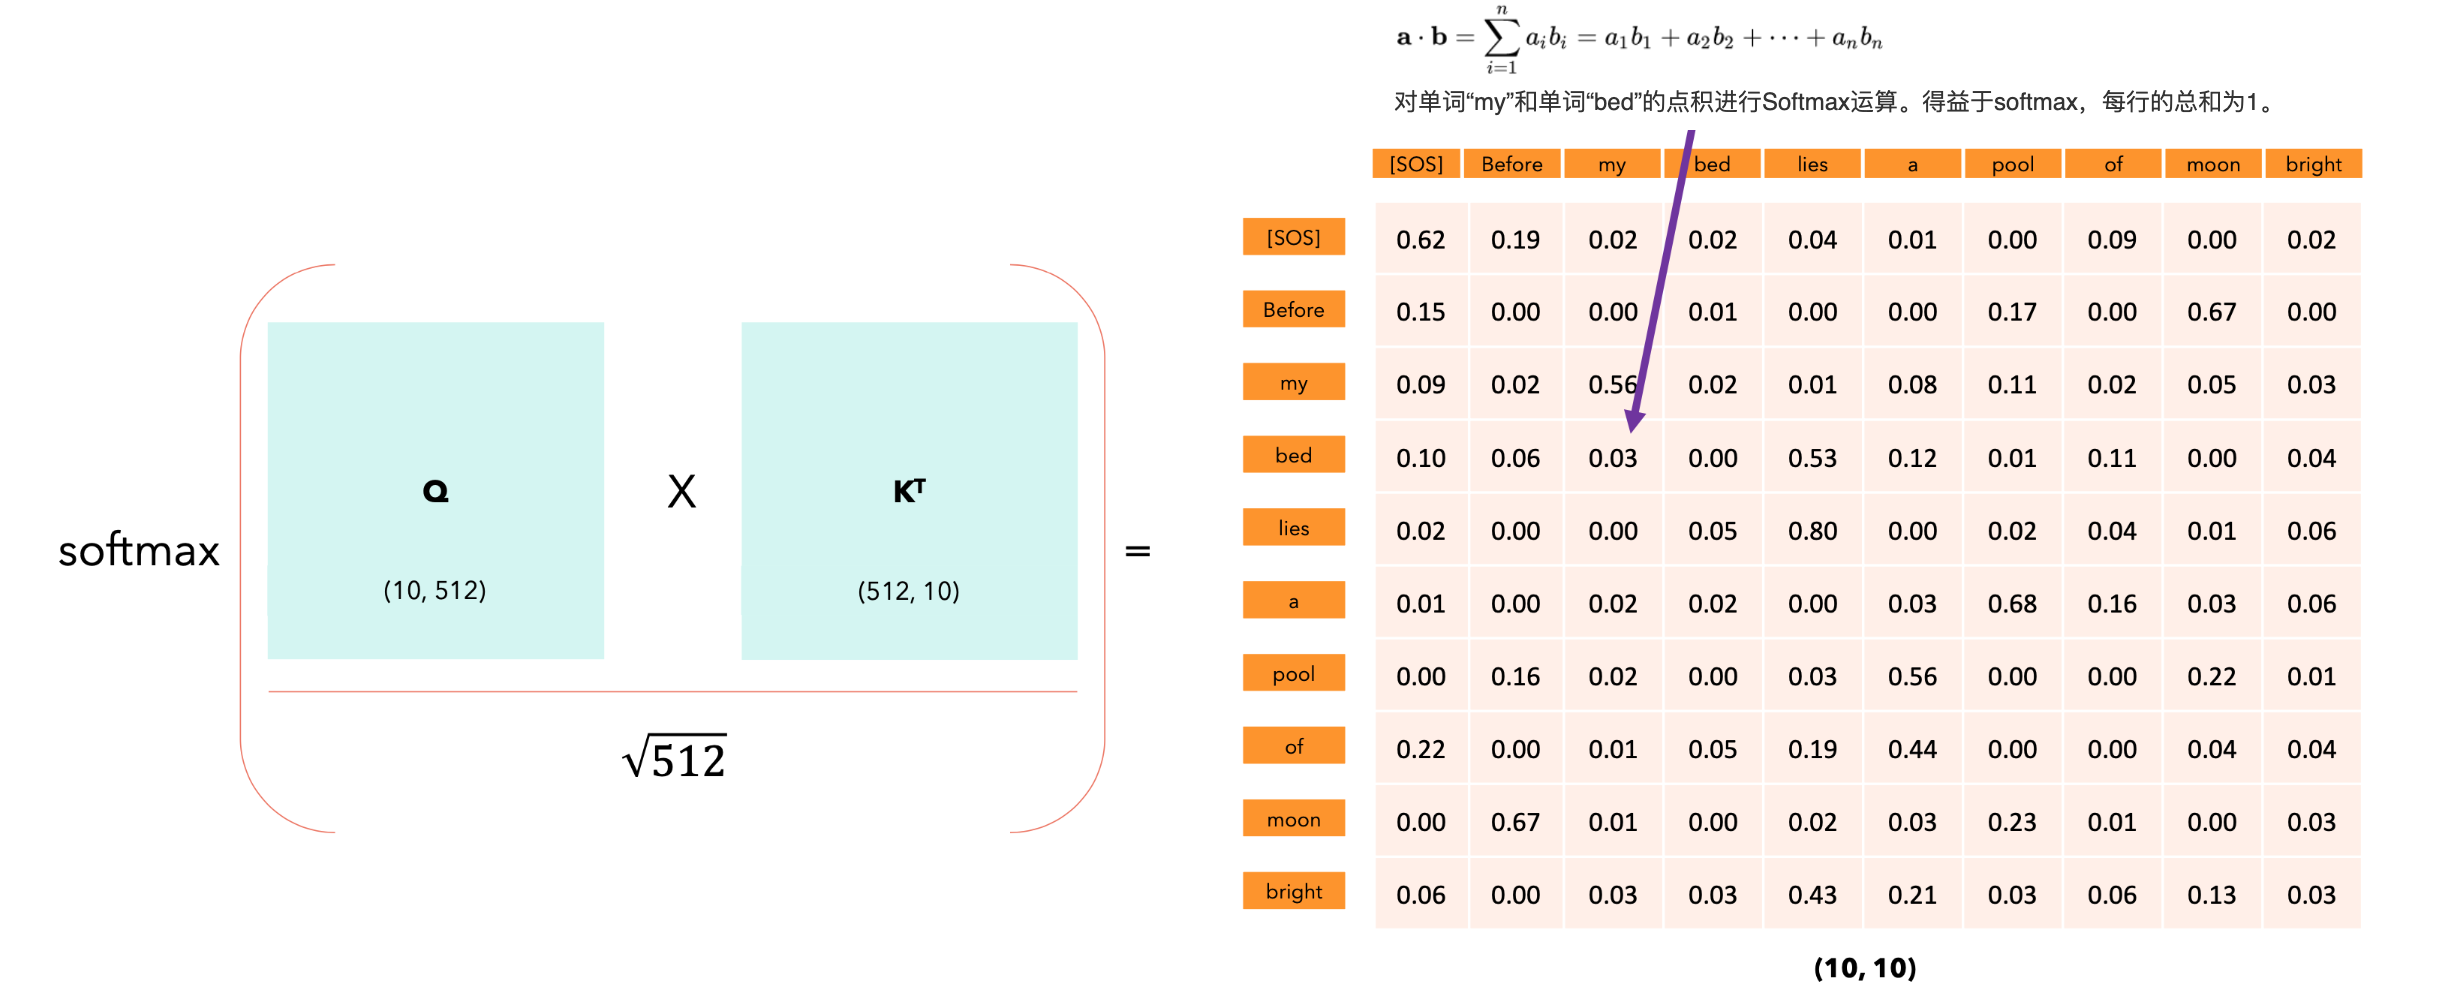 a · b = \sum_{i=1}^{n} a_i b_i = a_1 b_1 + a_2 b_2 + ⋯ + a_n b_n
对单词“my”和单词“bed”的点积进行Softmax运算。得益于softmax，每行的总和为1。
softmax
Q
(10, 512)
X
K^T
(512, 10)
√512
=
[SOS] Before my bed lies a pool of moon bright
[SOS] 0.62 0.19 0.02 0.02 0.04 0.01 0.00 0.09 0.00 0.02
Before 0.15 0.00 0.00 0.01 0.00 0.00 0.17 0.00 0.67 0.00
my 0.09 0.02 0.56 0.02 0.01 0.08 0.11 0.02 0.05 0.03
bed 0.10 0.06 0.03 0.00 0.53 0.12 0.01 0.11 0.00 0.04
lies 0.02 0.00 0.00 0.05 0.80 0.00 0.02 0.04 0.01 0.06
a 0.01 0.00 0.02 0.02 0.00 0.03 0.68 0.16 0.03 0.06
pool 0.00 0.16 0.02 0.00 0.03 0.56 0.00 0.00 0.22 0.01
of 0.22 0.00 0.01 0.05 0.19 0.44 0.00 0.00 0.04 0.04
moon 0.00 0.67 0.01 0.00 0.02 0.03 0.23 0.01 0.00 0.03
bright 0.06 0.00 0.03 0.03 0.43 0.21 0.03 0.06 0.13 0.03
(10, 10)